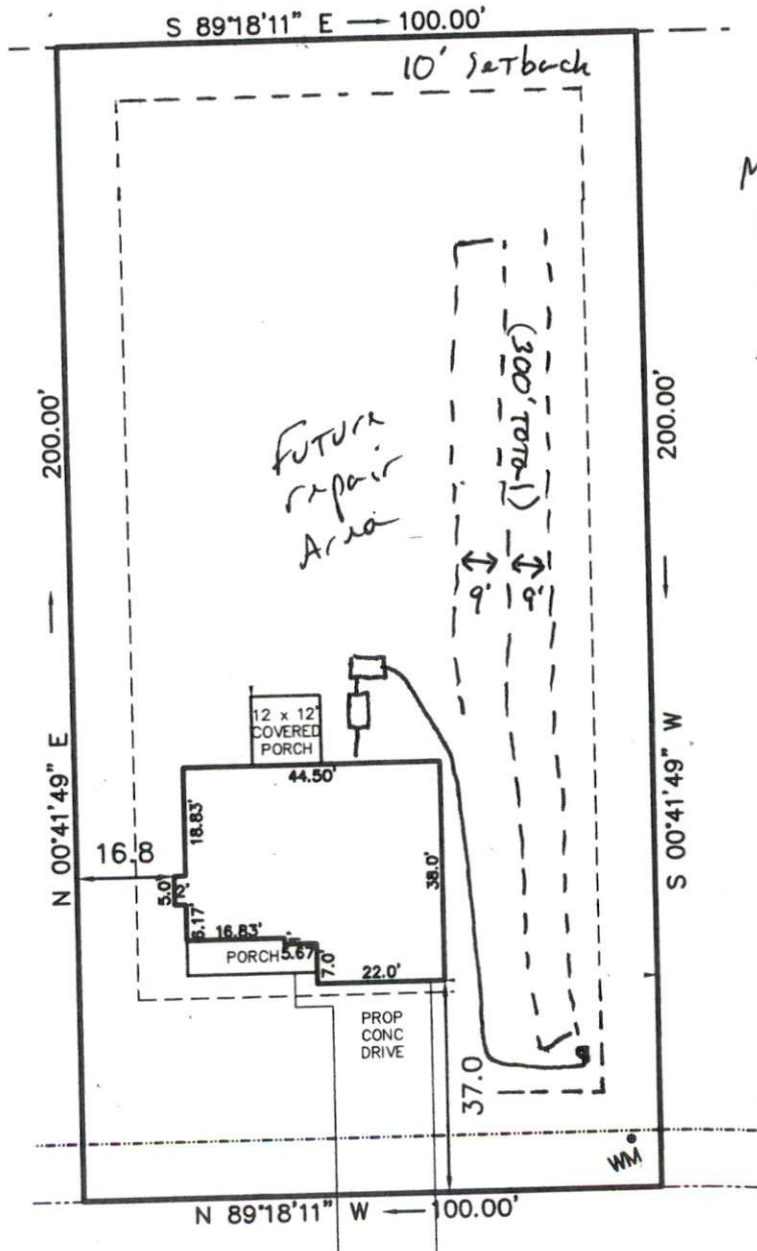 S 89°18'11" E 100.00'
10' Setback
M
200.00'
200.00'
(300' Total)
Future
repair
Area
9' 9'
12 x 12'
COVERED
PORCH
44.50'
N 00°41'49" E
S 00°41'49" W
18.83'
16.8
38.0'
5.0'
2'
6.17'
16.83'
1'
PORCH
5.67'
7.0'
22.0'
PROP
CONC
DRIVE
37.0
WM
N 89°18'11" W 100.00'